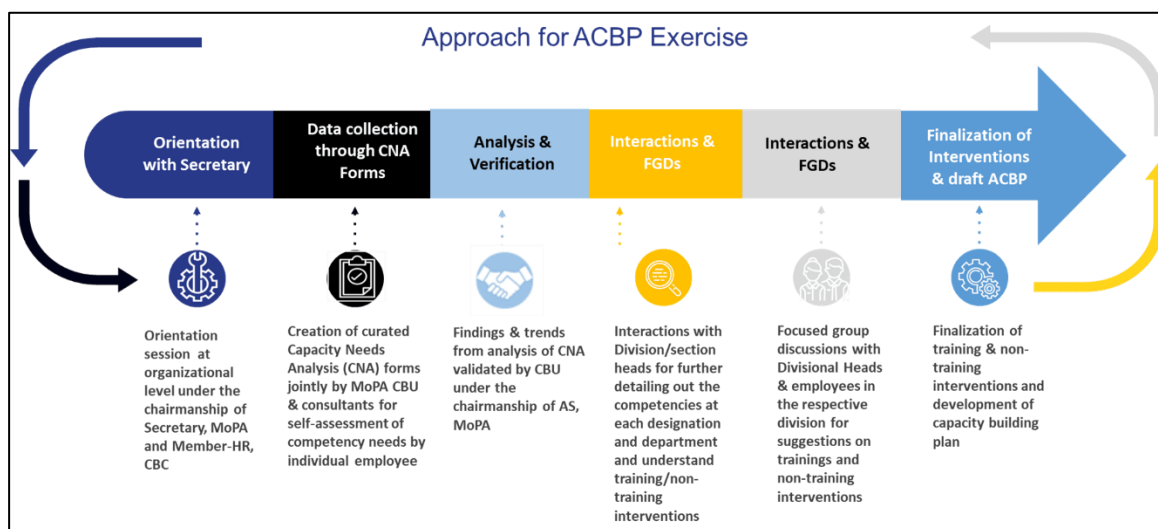 Approach for ACBP Exercise
Orientation
with Secretary
Data collection
through CNA
Forms
Analysis &
Verification
Interactions &
FGDs
Interactions &
FGDs
Finalization of
Interventions
& draft ACBP
Orientation
session at
organizational
level under the
chairmanship of
Secretary, MoPA
and Member-HR,
CBC
Creation of curated
Capacity Needs
Analysis (CNA) forms
jointly by MoPA CBU
& consultants for
self-assessment of
competency needs by
individual employee
Findings & trends
from analysis of CNA
validated by CBU
under the
chairmanship of AS,
MoPA
Interactions with
Division/section
heads for further
detailing out the
competencies at
each designation
and department
and understand
training/non-
training
interventions
Focused group
discussions with
Divisional Heads
& employees in
the respective
division for
suggestions on
trainings and
non-training
interventions
Finalization of
training & non-
training
interventions and
development of
capacity building
plan